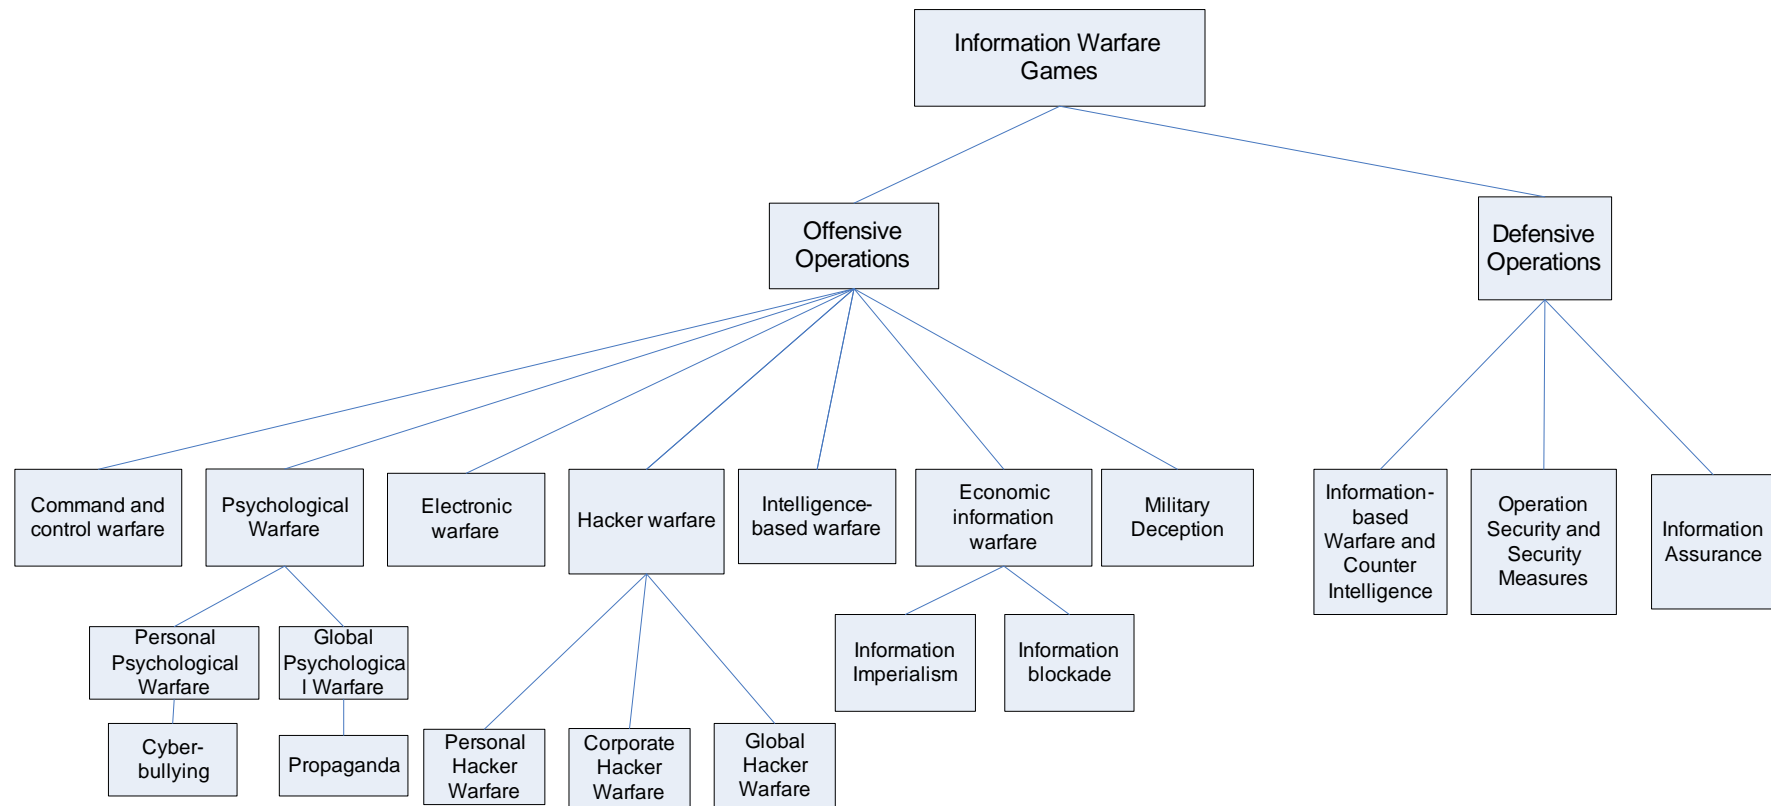 Information Warfare
Games
Offensive
Operations
Defensive
Operations
Command and
control warfare
Psychological
Warfare
Electronic
warfare
Hacker warfare
Intelligence-
based warfare
Economic
information
warfare
Military
Deception
Information-
based
Warfare and
Counter
Intelligence
Operation
Security and
Security
Measures
Information
Assurance
Personal
Psychological
Warfare
Global
Psychologica
l Warfare
Information
Imperialism
Information
blockade
Cyber-
bullying
Propaganda
Personal
Hacker
Warfare
Corporate
Hacker
Warfare
Global
Hacker
Warfare